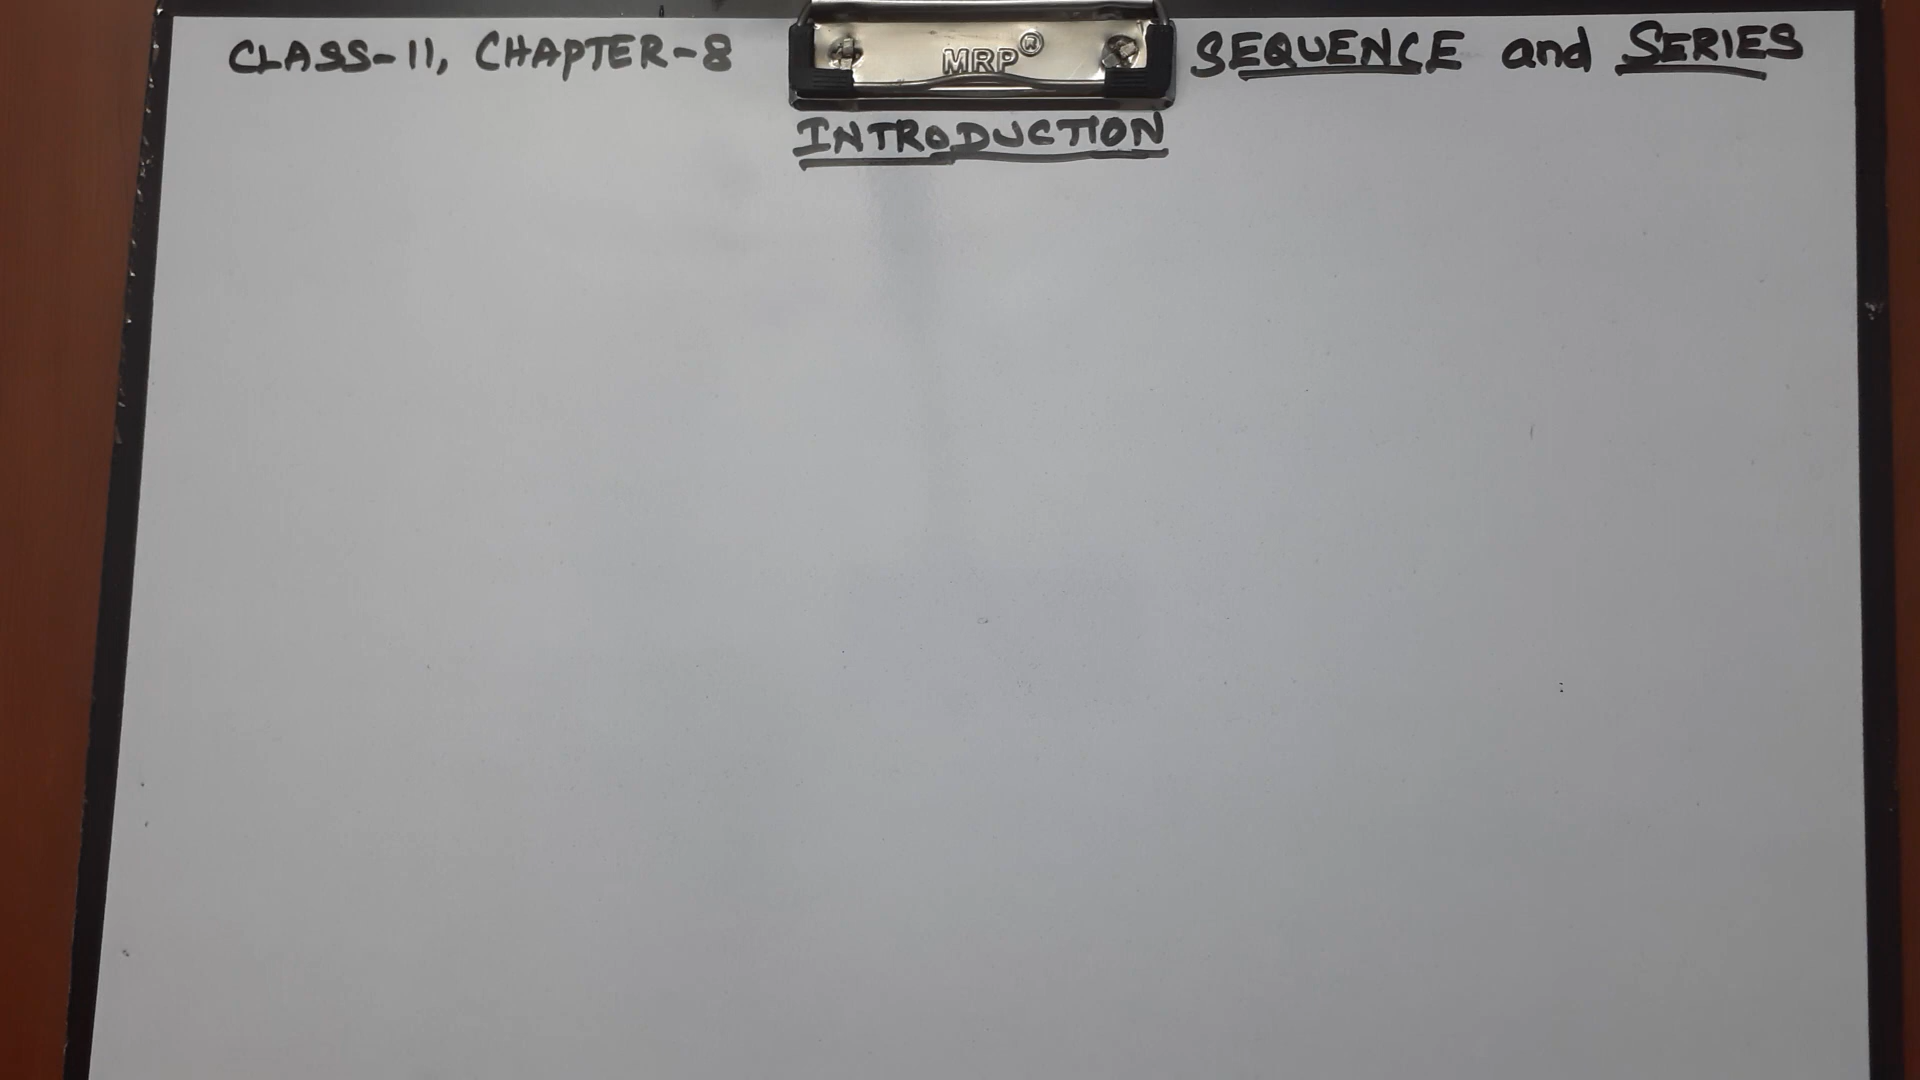 CLASS-11, CHAPTER-8 MRP® SEQUENCE and SERIES
INTRODUCTION